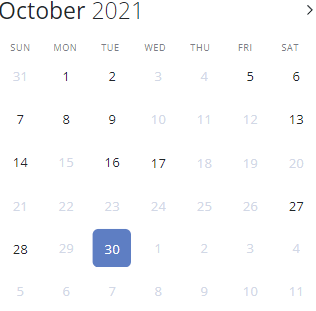 October 2021
SUN MON TUE WED THU FRI SAT
31 1 2 3 4 5 6
7 8 9 10 11 12 13
14 15 16 17 18 19 20
21 22 23 24 25 26 27
28 29 30 1 2 3 4
5 6 7 8 9 10 11